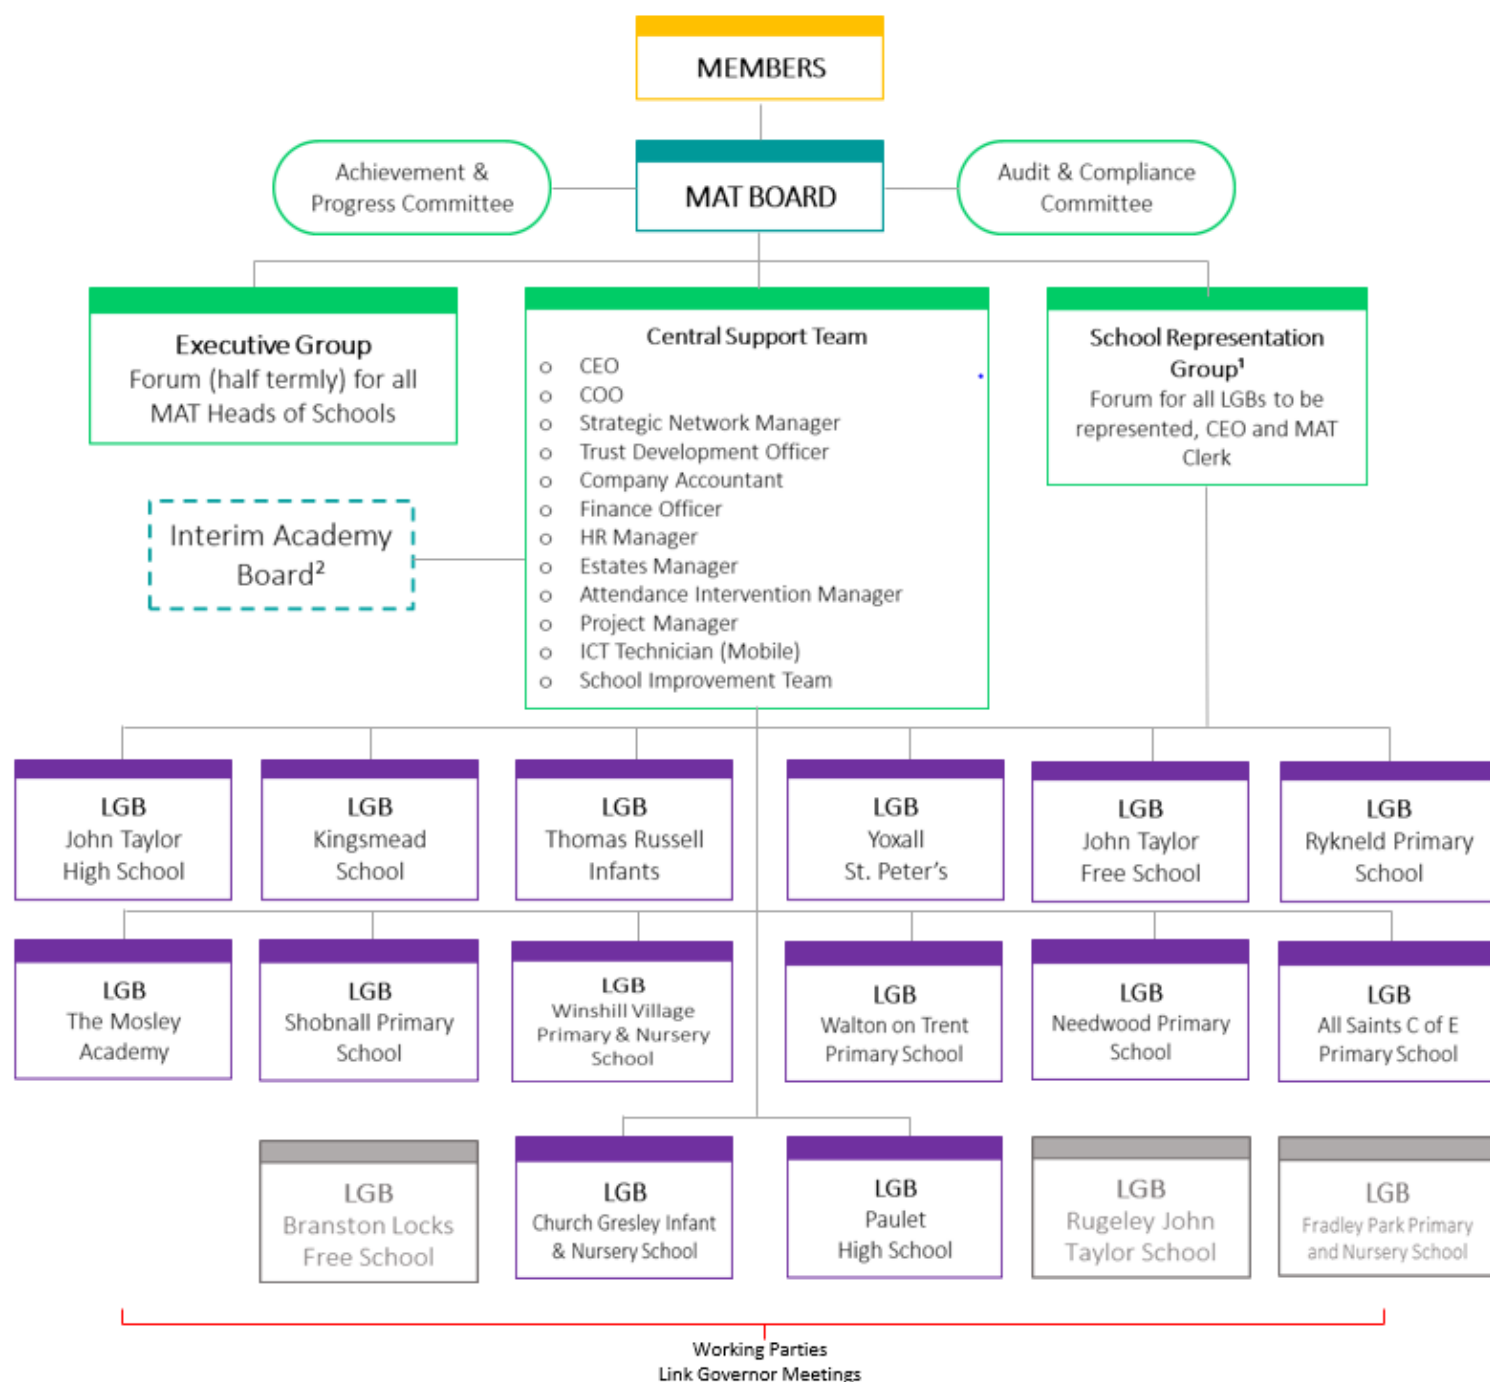 MEMBERS
Achievement &
Progress Committee
MAT BOARD
Audit & Compliance
Committee
Executive Group
Forum (half termly) for all
MAT Heads of Schools
Central Support Team
o CEO
o COO
o Strategic Network Manager
o Trust Development Officer
o Company Accountant
o Finance Officer
o HR Manager
o Estates Manager
o Attendance Intervention Manager
o Project Manager
o ICT Technician (Mobile)
o School Improvement Team
School Representation
Group¹
Forum for all LGBs to be
represented, CEO and MAT
Clerk
Interim Academy
Board²
LGB
John Taylor
High School
LGB
Kingsmead
School
LGB
Thomas Russell
Infants
LGB
Yoxall
St. Peter's
LGB
John Taylor
Free School
LGB
Rykneld Primary
School
LGB
The Mosley
Academy
LGB
Shobnall Primary
School
LGB
Winshill Village
Primary & Nursery
School
LGB
Walton on Trent
Primary School
LGB
Needwood Primary
School
LGB
All Saints C of E
Primary School
LGB
Branston Locks
Free School
LGB
Church Gresley Infant
& Nursery School
LGB
Paulet
High School
LGB
Rugeley John
Taylor School
LGB
Fradley Park Primary
and Nursery School
Working Parties
Link Governor Meetings